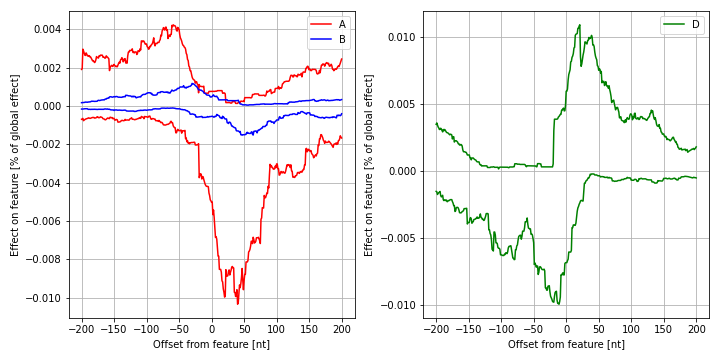 0.004
0.002
0.000
−0.002
−0.004
−0.006
−0.008
−0.010
Effect on feature [% of global effect]
A
B
−200 −150 −100 −50 0 50 100 150 200
Offset from feature [nt]
0.010
0.005
0.000
−0.005
−0.010
Effect on feature [% of global effect]
D
−200 −150 −100 −50 0 50 100 150 200
Offset from feature [nt]